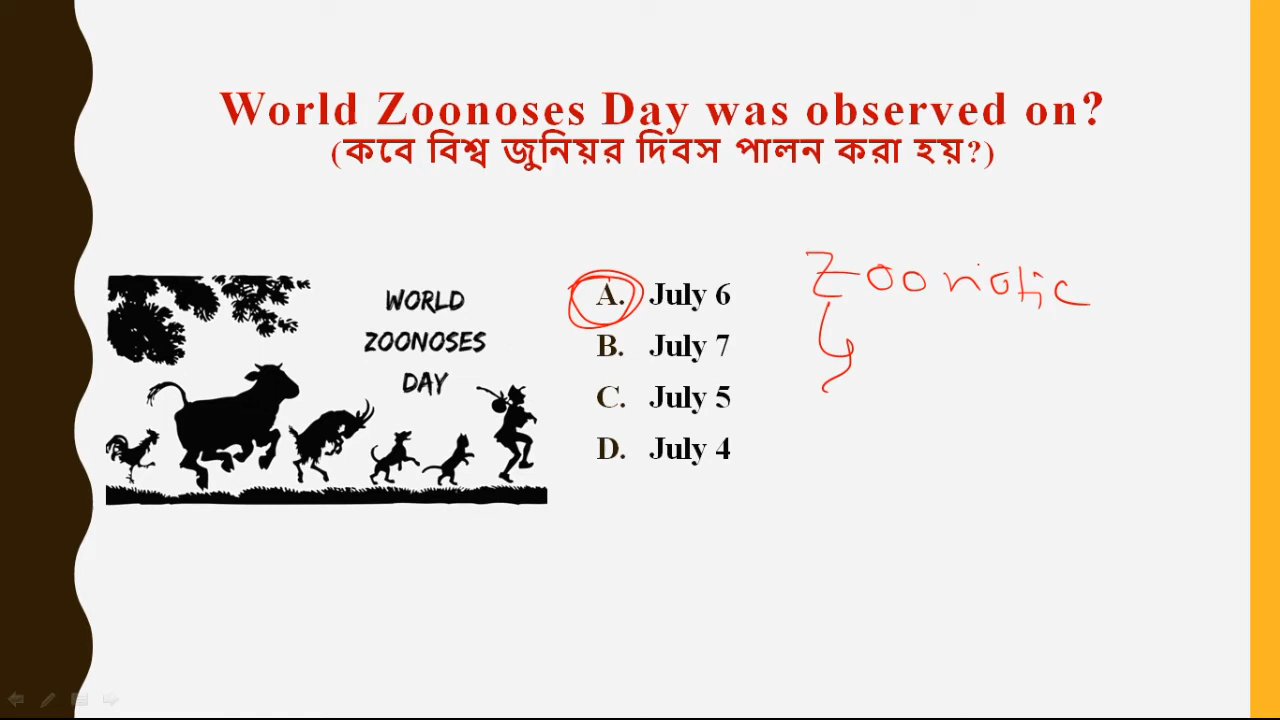 World Zoonoses Day was observed on?
(কবে বিশ্ব জুনিয়র দিবস পালন করা হয়?)
WORLD
ZOONOSES
DAY
A. July 6
B. July 7
C. July 5
D. July 4
Zoonotic